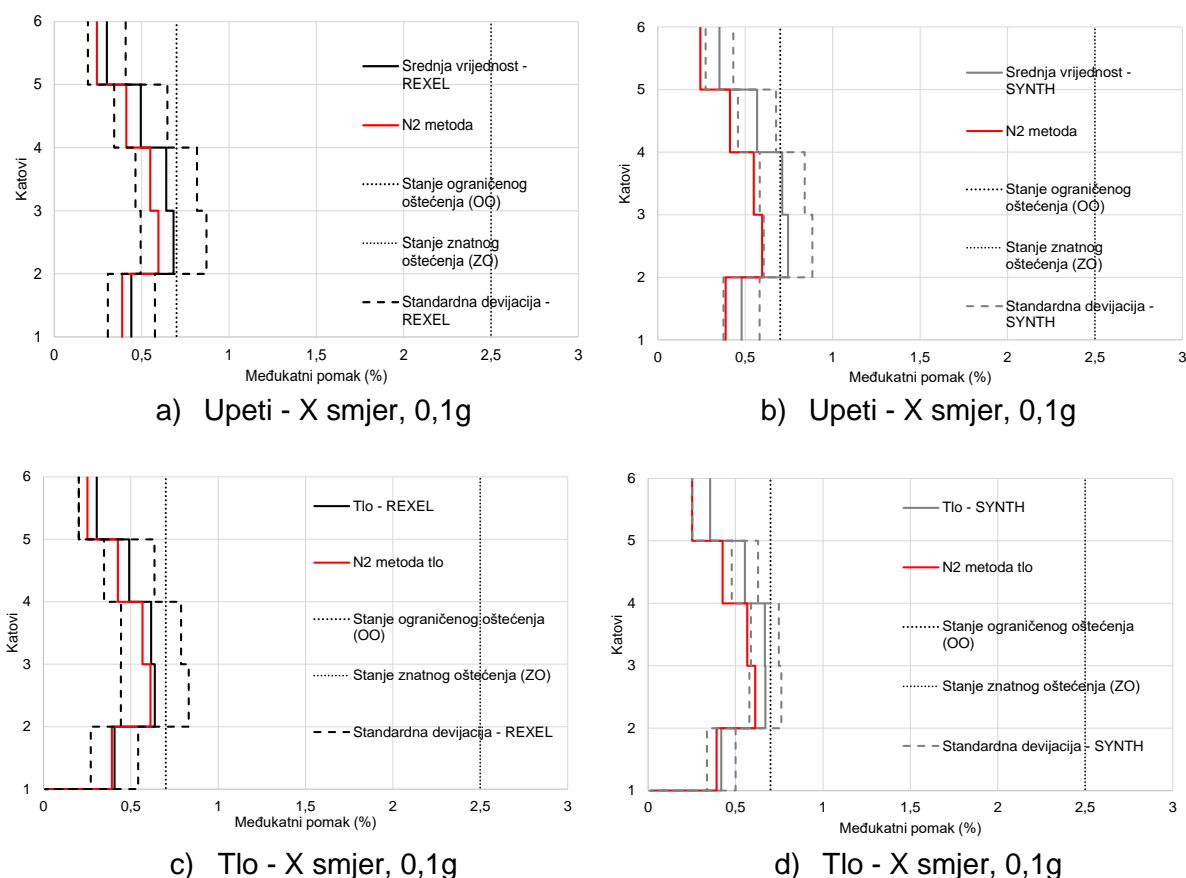 6
5
4
3
2
1
Katovi
0
0,5
1
1,5
2
2,5
3
Međukatni pomak (%)
Srednja vrijednost -
REXEL
N2 metoda
Stanje ograničenog
oštećenja (OO)
Stanje znatnog
oštećenja (ZO)
Standardna devijacija -
REXEL
a) Upeti - X smjer, 0,1g
6
5
4
3
2
1
Katovi
0
0,5
1
1,5
2
2,5
3
Međukatni pomak (%)
Srednja vrijednost -
SYNTH
N2 metoda
Stanje ograničenog
oštećenja (OO)
Stanje znatnog
oštećenja (ZO)
Standardna devijacija -
SYNTH
b) Upeti - X smjer, 0,1g
6
5
4
3
2
1
Katovi
0
0,5
1
1,5
2
2,5
3
Međukatni pomak (%)
Tlo - REXEL
N2 metoda tlo
Stanje ograničenog oštećenja
(OO)
Stanje znatnog oštećenja (ZO)
Standardna devijacija - REXEL
c) Tlo - X smjer, 0,1g
6
5
4
3
2
1
Katovi
0
0,5
1
1,5
2
2,5
3
Međukatni pomak (%)
Tlo - SYNTH
N2 metoda tlo
Stanje ograničenog oštećenja
(OO)
Stanje znatnog oštećenja (ZO)
Standardna devijacija - SYNTH
d) Tlo - X smjer, 0,1g